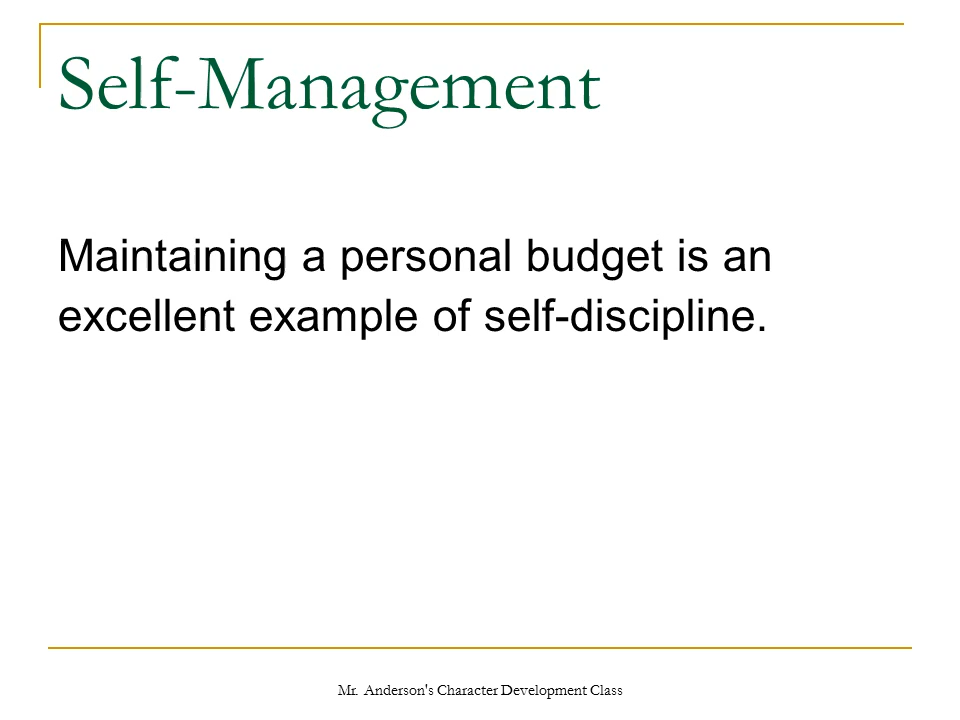 Self-Management
Maintaining a personal budget is an
excellent example of self-discipline.
Mr. Anderson's Character Development Class